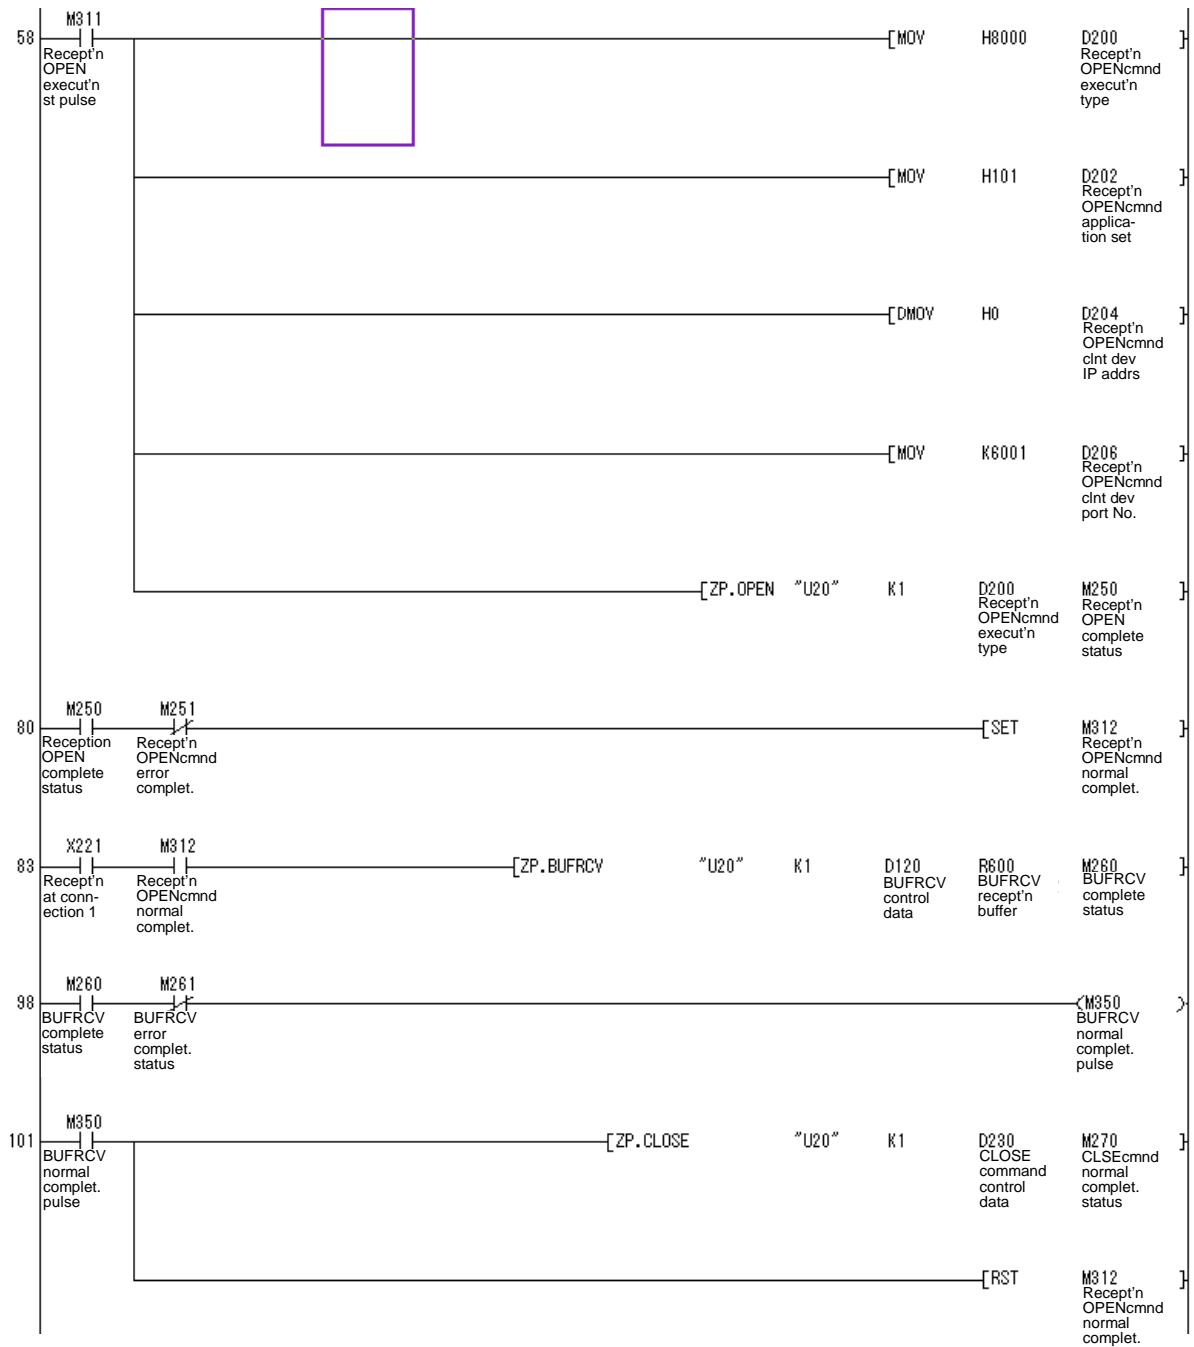 M311
58
[MOV H8000 D200 ]
Recept'n
OPEN
execut'n
st pulse
Recept'n
OPENcmnd
execut'n
type
[MOV H101 D202 ]
Recept'n
OPENcmnd
applica-
tion set
[DMOV H0 D204 ]
Recept'n
OPENcmnd
clnt dev
IP addrs
[MOV K6001 D206 ]
Recept'n
OPENcmnd
clnt dev
port No.
[ZP.OPEN "U20" K1 D200 M250 ]
Recept'n
OPENcmnd
execut'n
type
Recept'n
OPEN
complete
status
M250 M251
80
[SET M312 ]
Reception
OPEN
complete
status
Recept'n
OPENcmnd
error
complet.
Recept'n
OPENcmnd
normal
complet.
X221 M312
83
[ZP.BUFRCV "U20" K1 D120 R600 M260 ]
Recept'n
at conn-
ection 1
Recept'n
OPENcmnd
normal
complet.
BUFRCV
control
data
BUFRCV
recept'n
buffer
BUFRCV
complete
status
M260 M261
98
(M350 )
BUFRCV
complete
status
BUFRCV
error
complet.
status
BUFRCV
normal
complet.
pulse
M350
101
[ZP.CLOSE "U20" K1 D230 M270 ]
BUFRCV
normal
complet.
pulse
CLOSE
command
control
data
CLSEcmnd
normal
complet.
status
[RST M312 ]
Recept'n
OPENcmnd
normal
complet.